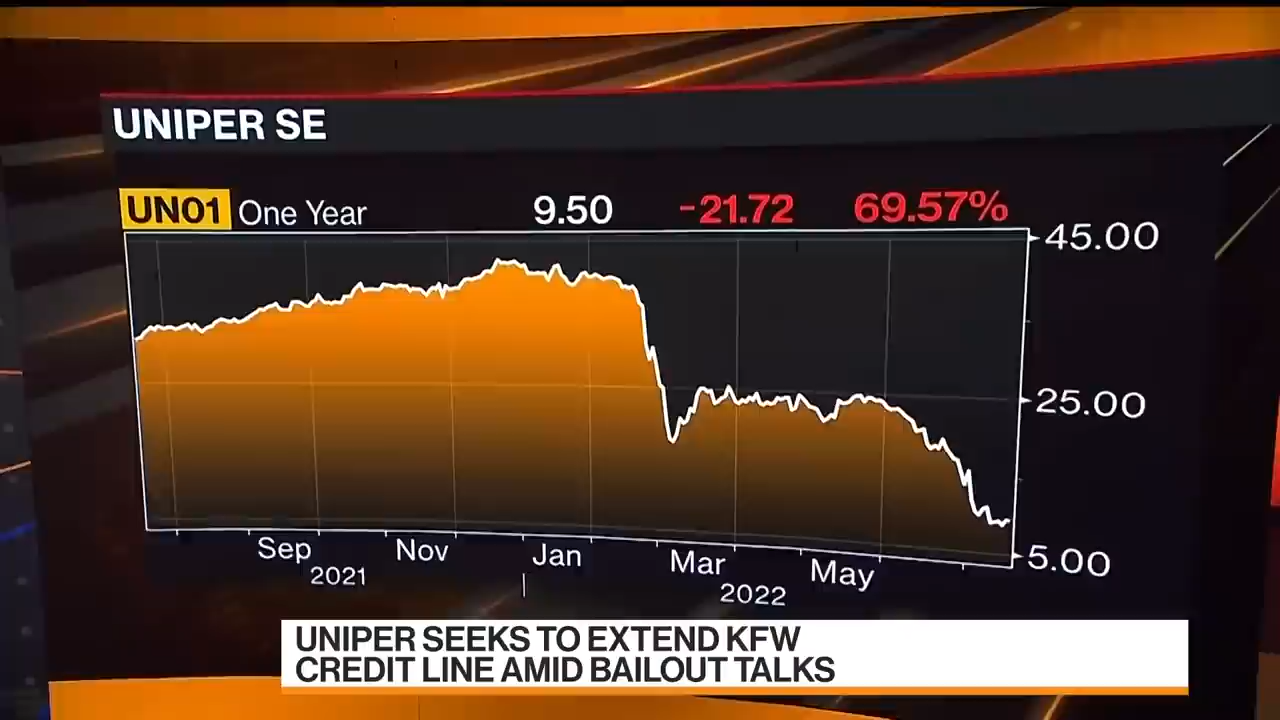 UNIPER SE
UN01 One Year 9.50 -21.72 69.57%
45.00
25.00
5.00
Sep Nov Jan Mar May
2021 2022
UNIPER SEEKS TO EXTEND KFW
CREDIT LINE AMID BAILOUT TALKS